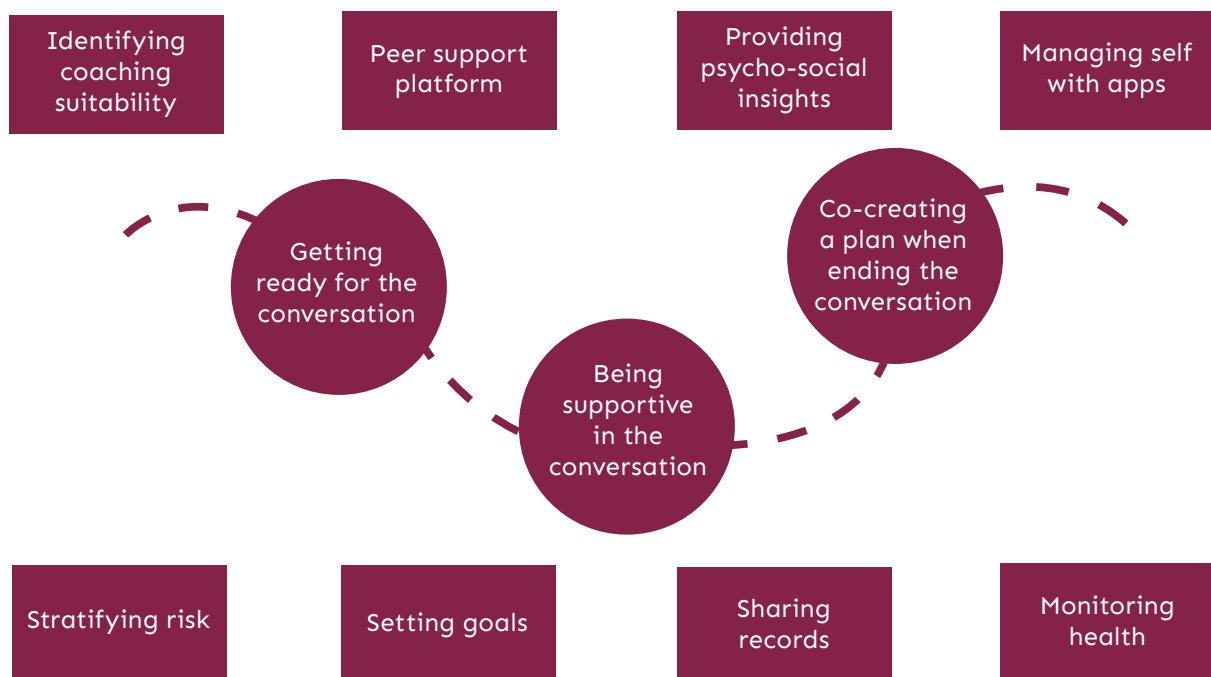 Identifying
coaching
suitability
Peer support
platform
Providing
psycho-social
insights
Managing self
with apps
Getting
ready for the
conversation
Being
supportive
in the
conversation
Co-creating
a plan when
ending the
conversation
Stratifying risk
Setting goals
Sharing
records
Monitoring
health